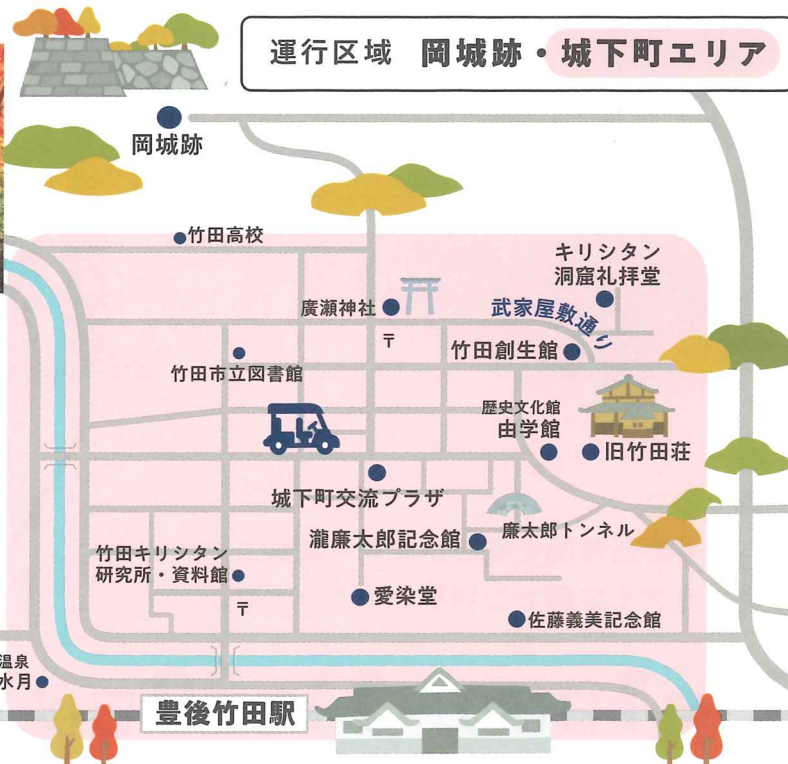 運行区域 岡城跡・城下町エリア
岡城跡
竹田高校
キリシタン
洞窟礼拝堂
廣瀬神社
武家屋敷通り
〒
竹田創生館
竹田市立図書館
歴史文化館
由学館
旧竹田荘
城下町交流プラザ
瀧廉太郎記念館
廉太郎トンネル
竹田キリシタン
研究所・資料館
〒
愛染堂
佐藤義美記念館
温泉
水月
豊後竹田駅